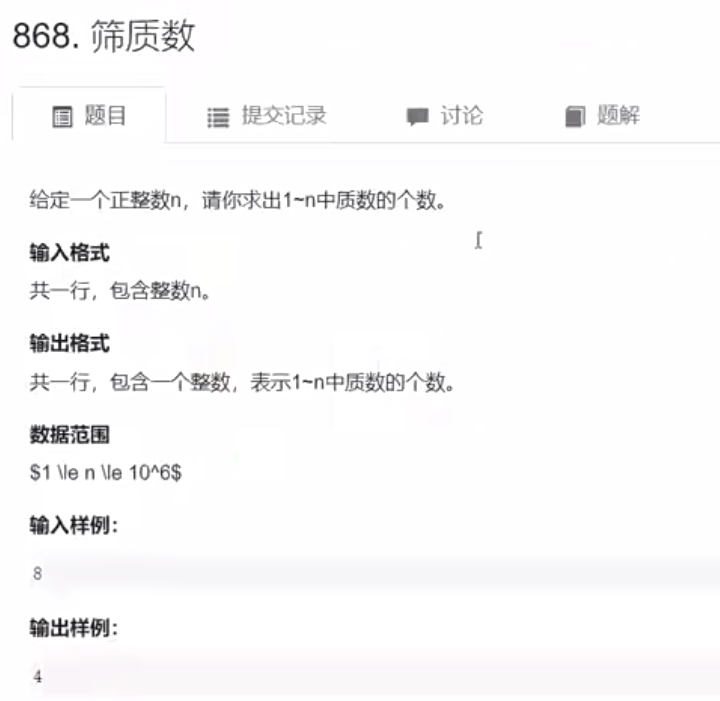 868. 筛质数
题目 提交记录 讨论 题解
给定一个正整数n，请你求出1~n中质数的个数。
输入格式
共一行，包含整数n。
输出格式
共一行，包含一个整数，表示1~n中质数的个数。
数据范围
$1 \le n \le 10^6$
输入样例：
8
输出样例：
4